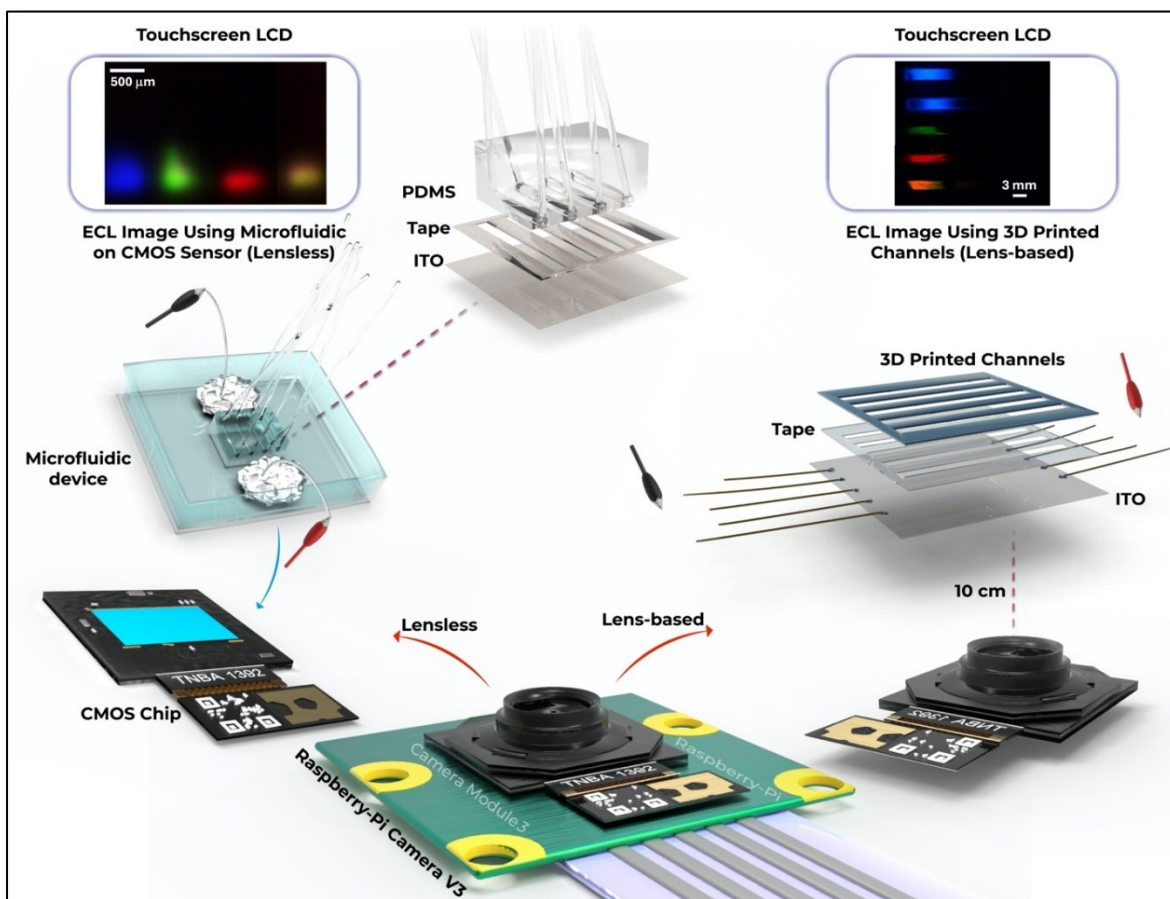 Touchscreen LCD
500 μm
ECL Image Using Microfluidic
on CMOS Sensor (Lensless)
PDMS
Tape
ITO
Touchscreen LCD
3 mm
ECL Image Using 3D Printed
Channels (Lens-based)
Microfluidic
device
3D Printed Channels
Tape
ITO
10 cm
Lensless
Lens-based
TNBA 1392
CMOS Chip
TNBA 1392
Camera Module3
Raspberry-Pi
TNBA 1392
Raspberry-Pi Camera V3